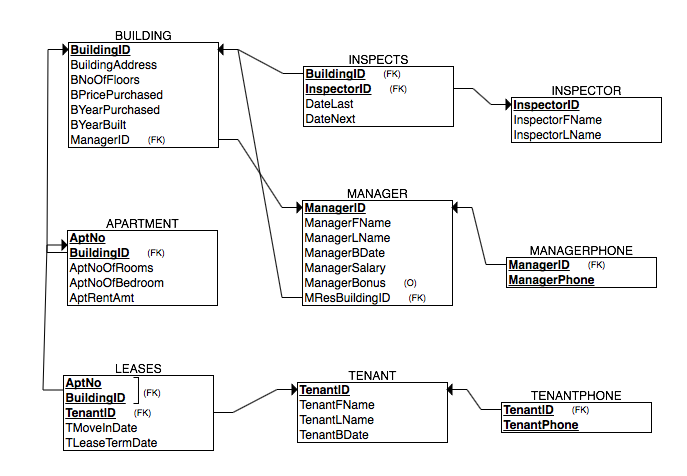 BUILDING
BuildingID
BuildingAddress
BNoOfFloors
BPricePurchased
BYearPurchased
BYearBuilt
ManagerID (FK)
INSPECTS
BuildingID (FK)
InspectorID (FK)
DateLast
DateNext
INSPECTOR
InspectorID
InspectorFName
InspectorLName
APARTMENT
AptNo
BuildingID (FK)
AptNoOfRooms
AptNoOfBedroom
AptRentAmt
MANAGER
ManagerID
ManagerFName
ManagerLName
ManagerBDate
ManagerSalary
ManagerBonus (O)
MResBuildingID (FK)
MANAGERPHONE
ManagerID (FK)
ManagerPhone
LEASES
AptNo
BuildingID (FK)
TenantID (FK)
TMoveInDate
TLeaseTermDate
TENANT
TenantID
TenantFName
TenantLName
TenantBDate
TENANTPHONE
TenantID (FK)
TenantPhone